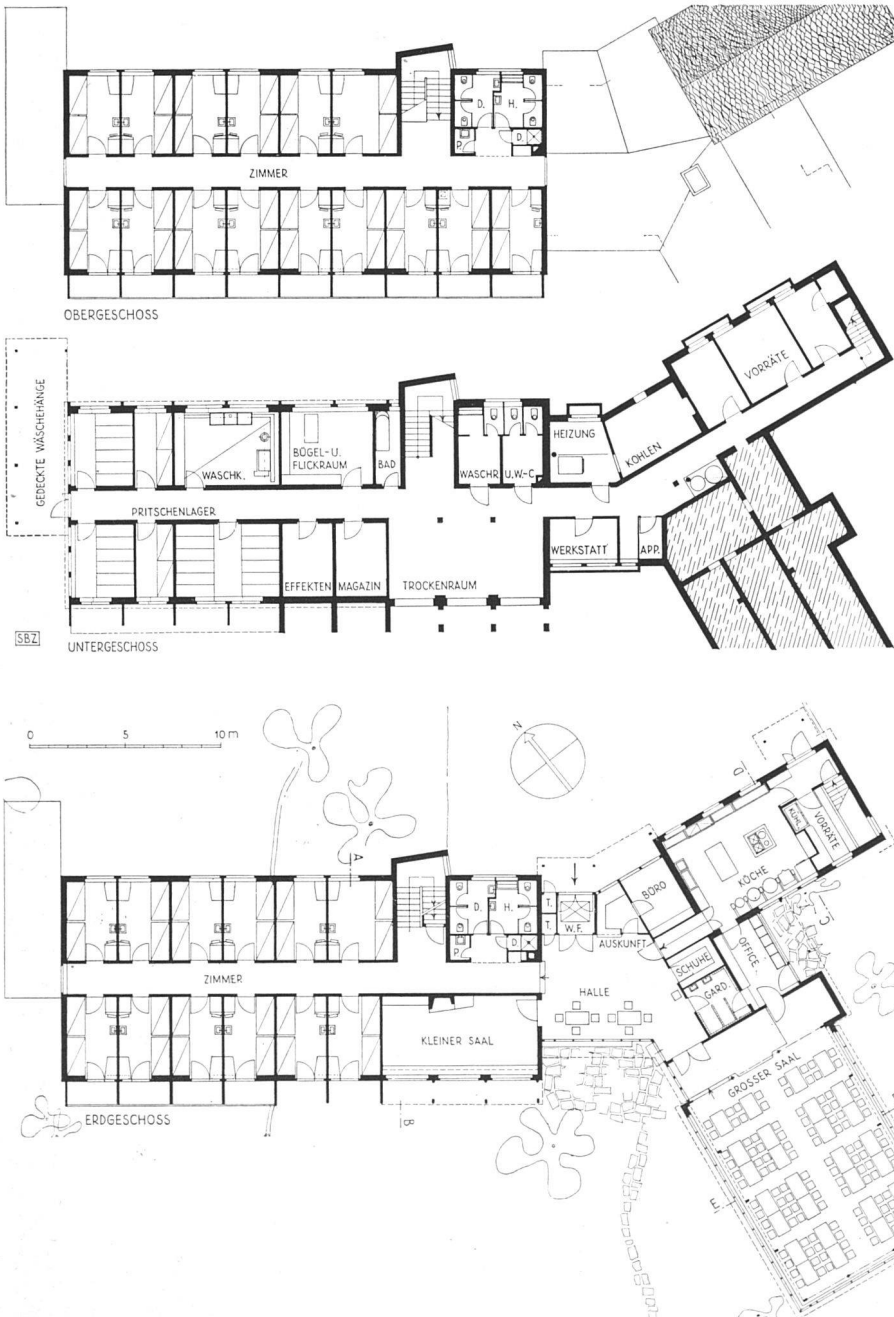 D.
H.
P.
D.
ZIMMER
OBERGESCHOSS
GEDECKTE WÄSCHEHÄNGE
WASCHK.
BÜGEL- U.
FLICKRAUM
BAD
WASCHR.
U.W.-C.
HEIZUNG
KOHLEN
VORRÄTE
PRITSCHENLAGER
EFFEKTEN
MAGAZIN
TROCKENRAUM
WERKSTATT
APP.
SBZ
UNTERGESCHOSS
0 5 10 m
N
A
D
D.
H.
P.
D.
T.
T.
W.F.
AUSKUNFT
BÜRO
KÜCHE
KÜHL
VORRÄTE
OFFICE
SCHUHE
GARD.
ZIMMER
HALLE
KLEINER SAAL
GROSSER SAAL
ERDGESCHOSS
B
E